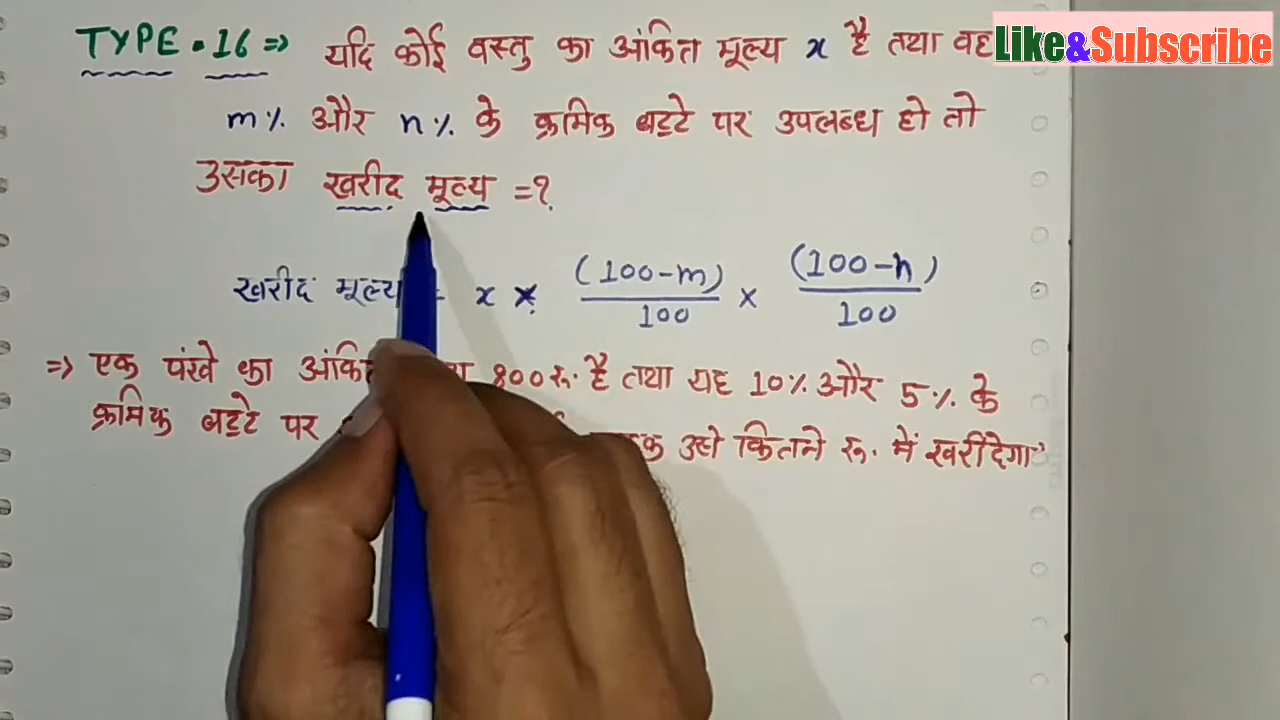 TYPE. 16 ⇒ यदि कोई वस्तु का अंकित मूल्य x है तथा वह
Like&Subscribe
m% और n% के क्रमिक बट्टे पर उपलब्ध हो तो
उसका खरीद मूल्य =?
खरीद मूल्य = x × (100-m)/100 × (100-n)/100
⇒ एक पंखे का अंकित 800 रू. है तथा यह 10% और 5% के
क्रमिक बट्टे पर उसे कितने रू. में खरीदेगा